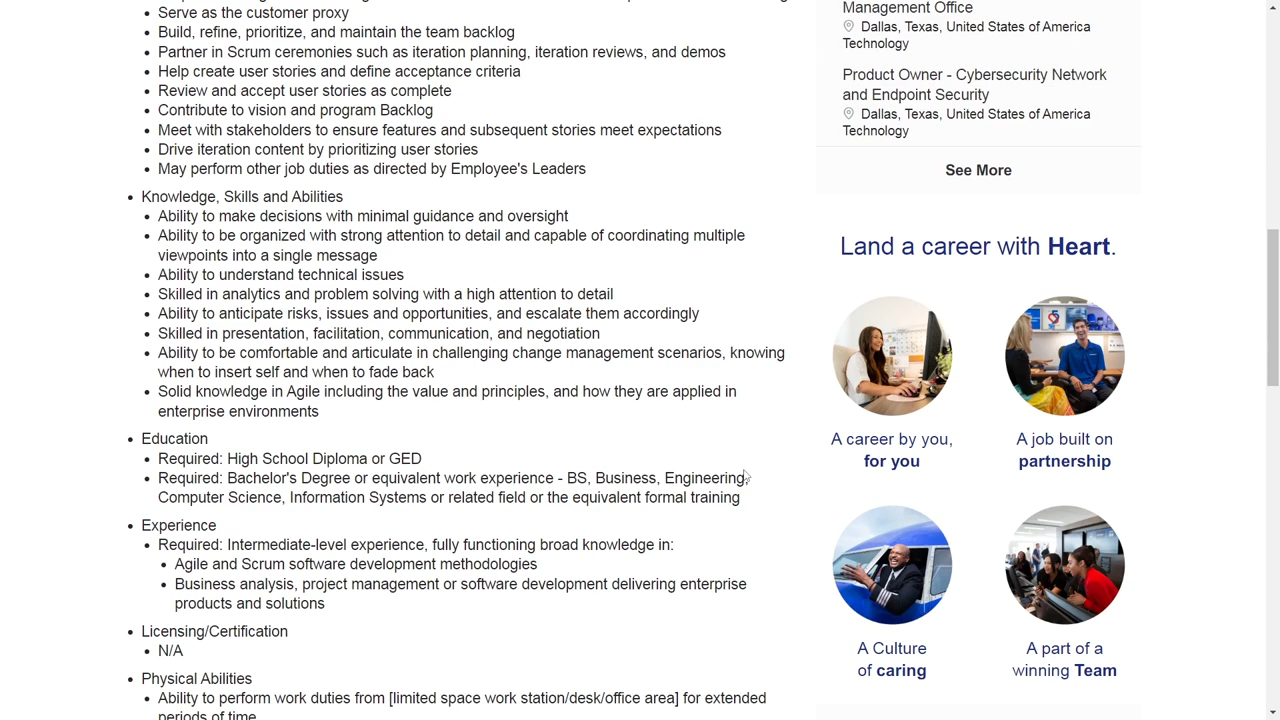 Serve as the customer proxy
Build, refine, prioritize, and maintain the team backlog
Partner in Scrum ceremonies such as iteration planning, iteration reviews, and demos
Help create user stories and define acceptance criteria
Review and accept user stories as complete
Contribute to vision and program Backlog
Meet with stakeholders to ensure features and subsequent stories meet expectations
Drive iteration content by prioritizing user stories
May perform other job duties as directed by Employee's Leaders
Knowledge, Skills and Abilities
Ability to make decisions with minimal guidance and oversight
Ability to be organized with strong attention to detail and capable of coordinating multiple
viewpoints into a single message
Ability to understand technical issues
Skilled in analytics and problem solving with a high attention to detail
Ability to anticipate risks, issues and opportunities, and escalate them accordingly
Skilled in presentation, facilitation, communication, and negotiation
Ability to be comfortable and articulate in challenging change management scenarios, knowing
when to insert self and when to fade back
Solid knowledge in Agile including the value and principles, and how they are applied in
enterprise environments
Education
Required: High School Diploma or GED
Required: Bachelor's Degree or equivalent work experience - BS, Business, Engineering,
Computer Science, Information Systems or related field or the equivalent formal training
Experience
Required: Intermediate-level experience, fully functioning broad knowledge in:
Agile and Scrum software development methodologies
Business analysis, project management or software development delivering enterprise
products and solutions
Licensing/Certification
N/A
Physical Abilities
Ability to perform work duties from [limited space work station/desk/office area] for extended
periods of time
Management Office
Dallas, Texas, United States of America
Technology
Product Owner - Cybersecurity Network
and Endpoint Security
Dallas, Texas, United States of America
Technology
See More
Land a career with Heart.
A career by you,
for you
A job built on
partnership
A Culture
of caring
A part of a
winning Team